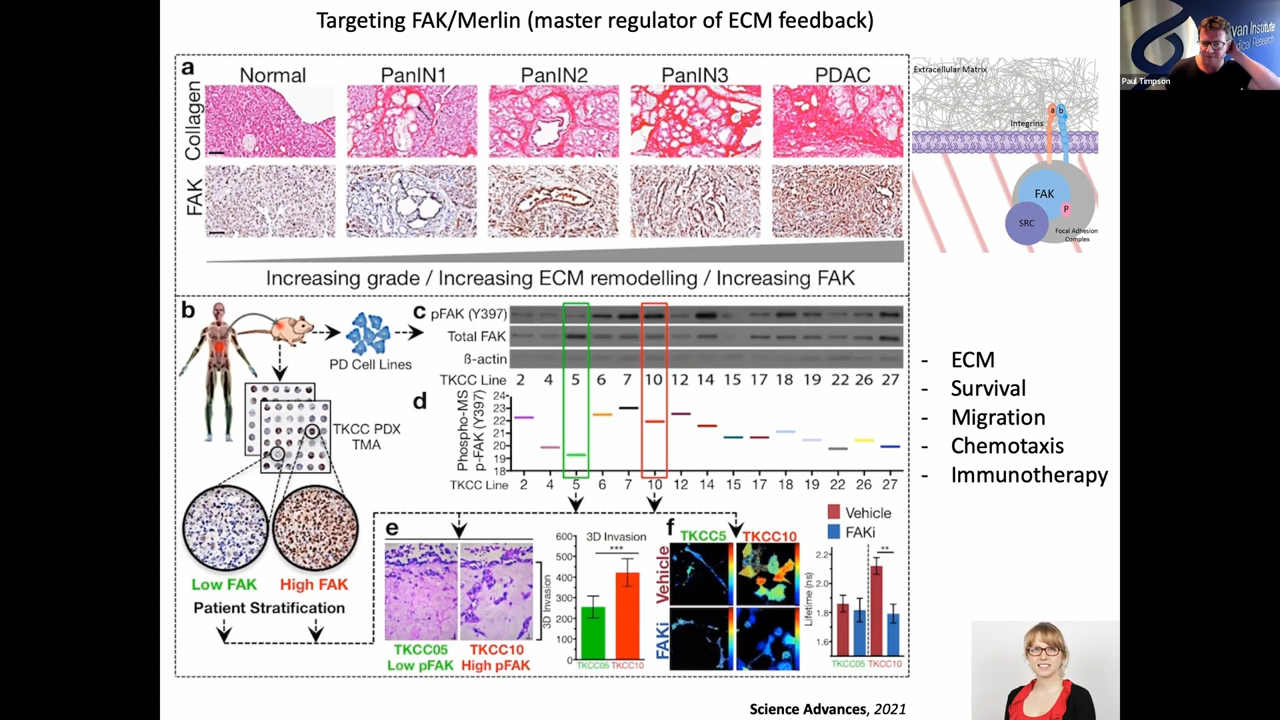 Targeting FAK/Merlin (master regulator of ECM feedback)
van Institute
dical Research
Paul Timpson
a
Normal PanIN1 PanIN2 PanIN3 PDAC
Collagen
FAK
Increasing grade / Increasing ECM remodelling / Increasing FAK
Extracellular Matrix
a b
Integrins
FAK
P
SRC
Focal Adhesion
Complex
b
PD Cell Lines
TKCC PDX
TMA
Low FAK High FAK
Patient Stratification
c
pFAK (Y397)
Total FAK
ß-actin
TKCC Line 2 4 5 6 7 10 12 14 15 17 18 19 22 26 27
d
Phospho-MS
p-FAK (Y397)
24
23
22
21
20
19
18
TKCC Line 2 4 5 6 7 10 12 14 15 17 18 19 22 26 27
e
3D Invasion
TKCC05
Low pFAK
TKCC10
High pFAK
3D Invasion
***
3D Invasion
600
500
400
300
200
100
0
TKCC05 TKCC10
f
TKCC5 TKCC10
Vehicle
FAKi
Vehicle
FAKi
**
Lifetime (ns)
2.2
2.0
1.8
1.6
TKCC05 TKCC10
- ECM
- Survival
- Migration
- Chemotaxis
- Immunotherapy
Science Advances, 2021